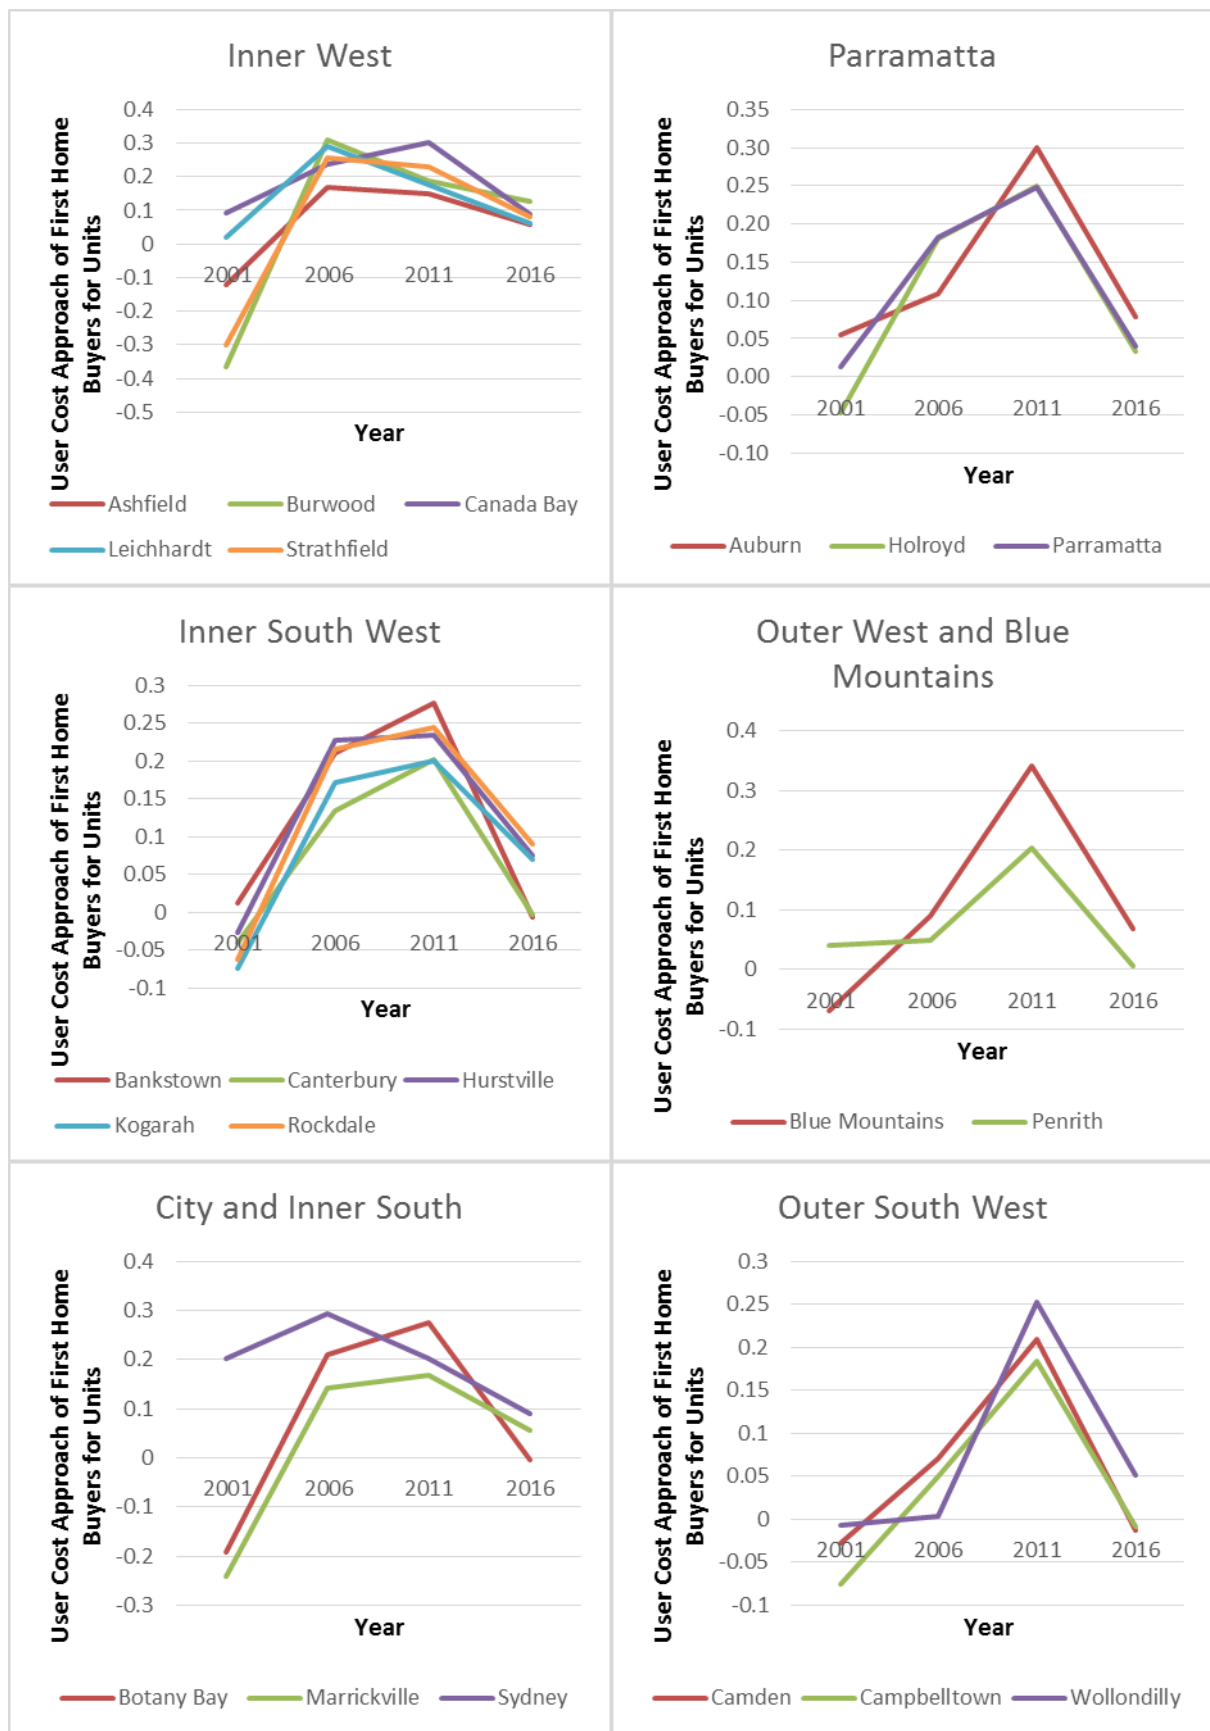 Inner West
User Cost Approach of First Home
Buyers for Units
0.4
0.3
0.2
0.1
0
-0.1
-0.2
-0.3
-0.4
-0.5
2001 2006 2011 2016
Year
Ashfield Burwood Canada Bay
Leichhardt Strathfield
Parramatta
User Cost Approach of First Home
Buyers for Units
0.35
0.30
0.25
0.20
0.15
0.10
0.05
0.00
-0.05
-0.10
2001 2006 2011 2016
Year
Auburn Holroyd Parramatta
Inner South West
User Cost Approach of First Home
Buyers for Units
0.3
0.25
0.2
0.15
0.1
0.05
0
-0.05
-0.1
2001 2006 2011 2016
Year
Bankstown Canterbury Hurstville
Kogarah Rockdale
Outer West and Blue
Mountains
User Cost Approach of First Home
Buyers for Units
0.4
0.3
0.2
0.1
0
-0.1
2001 2006 2011 2016
Year
Blue Mountains Penrith
City and Inner South
User Cost Approach of First Home
Buyers for Units
0.4
0.3
0.2
0.1
0
-0.1
-0.2
-0.3
2001 2006 2011 2016
Year
Botany Bay Marrickville Sydney
Outer South West
User Cost Approach of First Home
Buyers for Units
0.3
0.25
0.2
0.15
0.1
0.05
0
-0.05
-0.1
2001 2006 2011 2016
Year
Camden Campbelltown Wollondilly